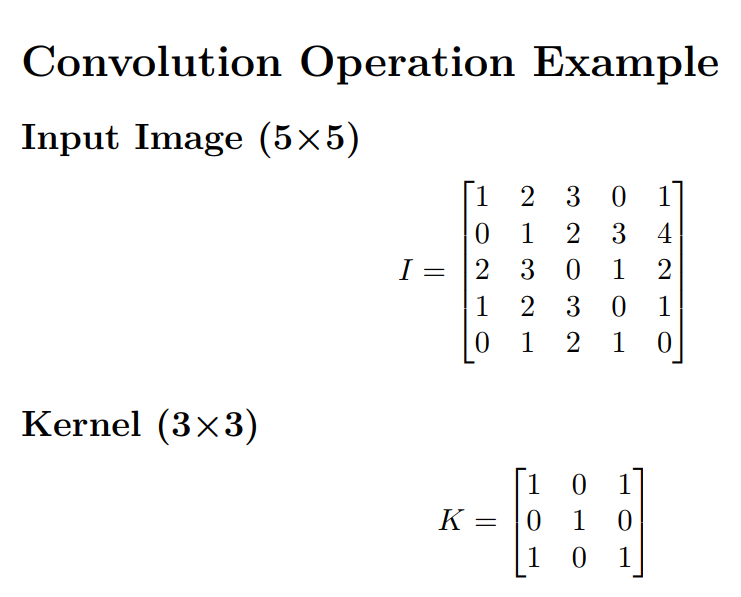 Convolution Operation Example
Input Image (5×5)
1 2 3 0 1
0 1 2 3 4
I = 2 3 0 1 2
1 2 3 0 1
0 1 2 1 0
Kernel (3×3)
1 0 1
K = 0 1 0
1 0 1